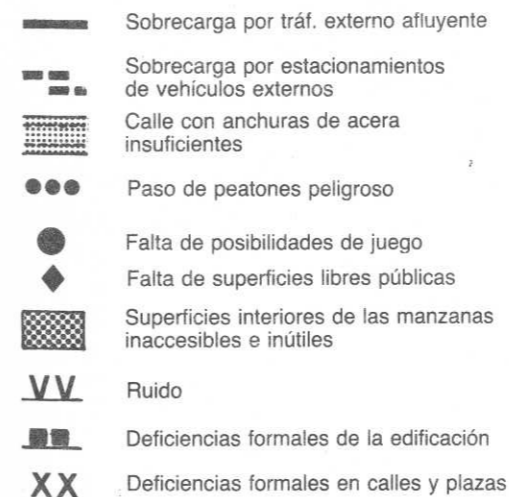 Sobrecarga por tráf. externo afluyente
Sobrecarga por estacionamientos
de vehículos externos
Calle con anchuras de acera
insuficientes
Paso de peatones peligroso
Falta de posibilidades de juego
Falta de superficies libres públicas
Superficies interiores de las manzanas
inaccesibles e inútiles
VV Ruido
Deficiencias formales de la edificación
XX Deficiencias formales en calles y plazas